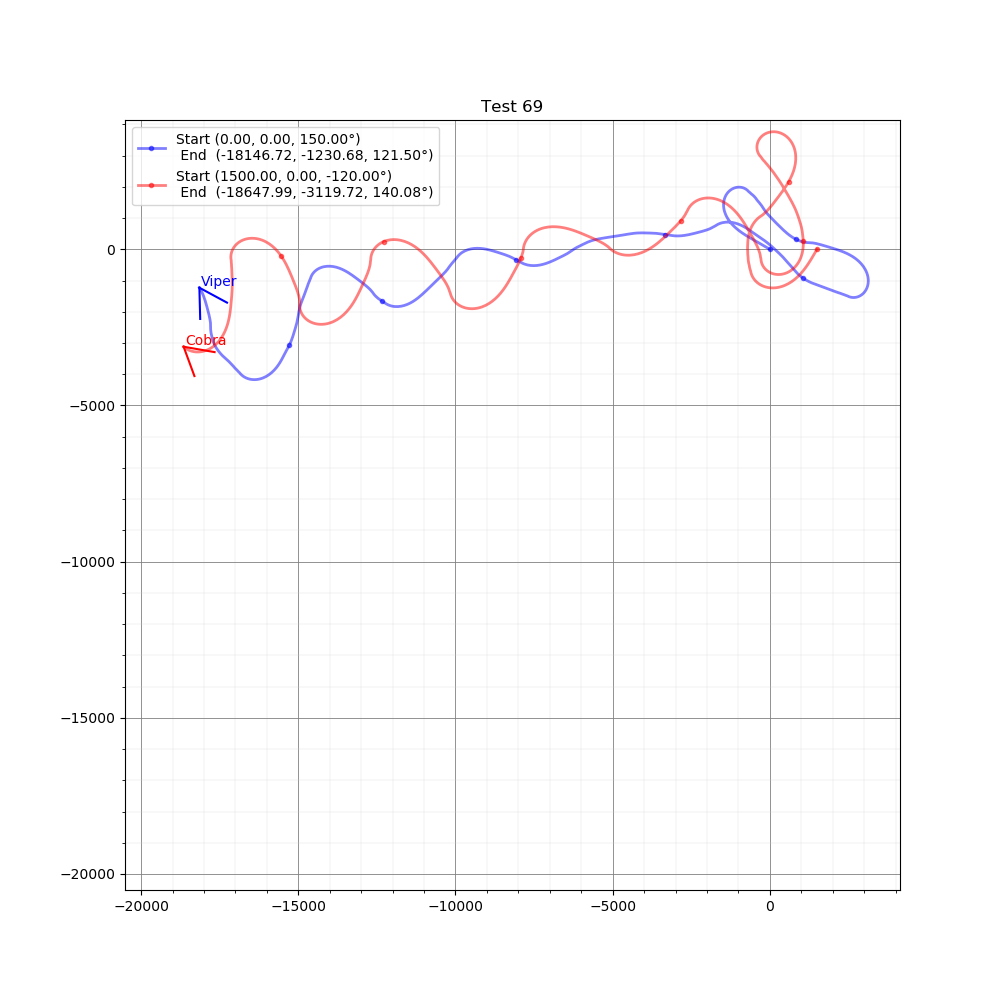 Test 69
Start (0.00, 0.00, 150.00°)
End  (-18146.72, -1230.68, 121.50°)
Start (1500.00, 0.00, -120.00°)
End  (-18647.99, -3119.72, 140.08°)
0
Viper
Cobra
−5000
−10000
−15000
−20000
−20000 −15000 −10000 −5000 0